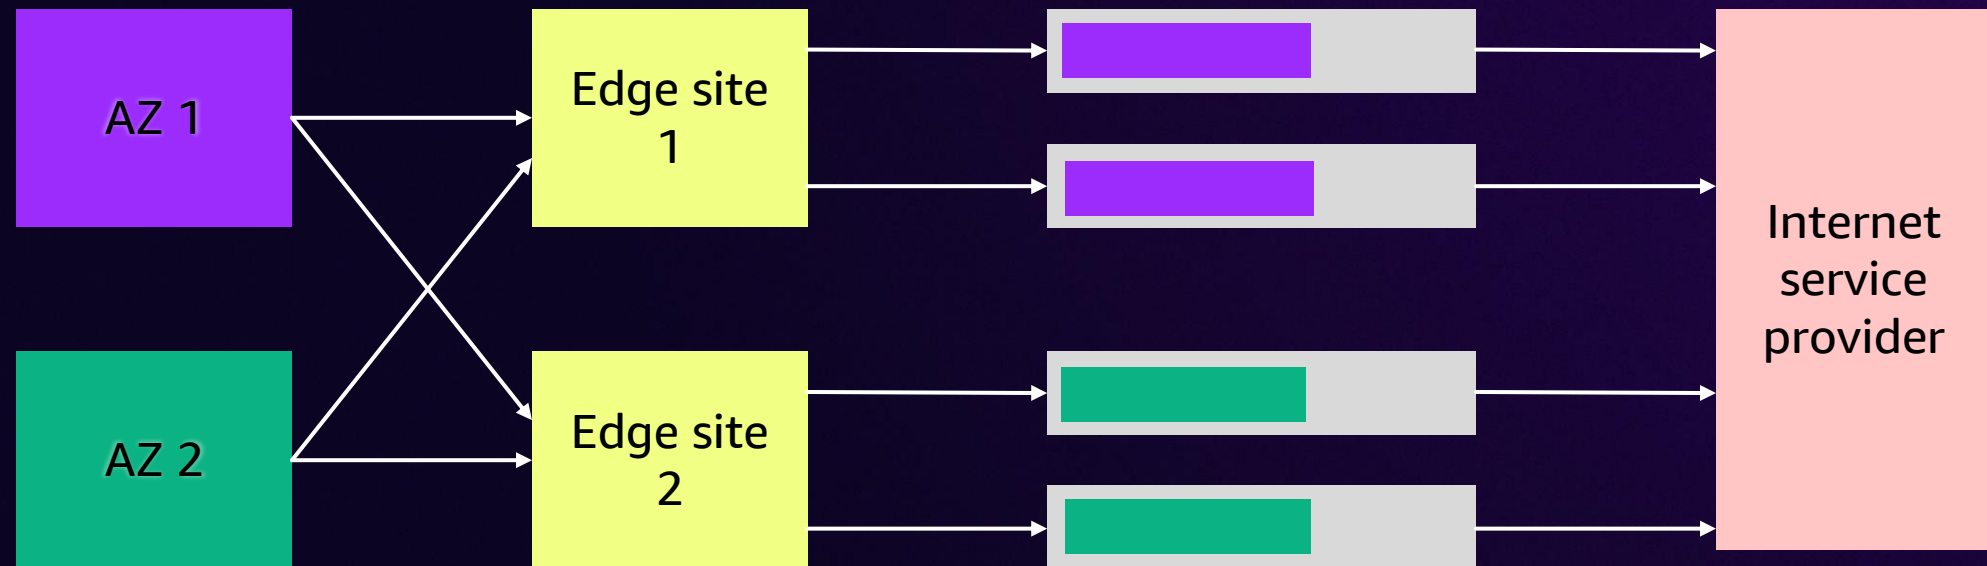 AZ 1
Edge site
1
AZ 2
Edge site
2
Internet
service
provider